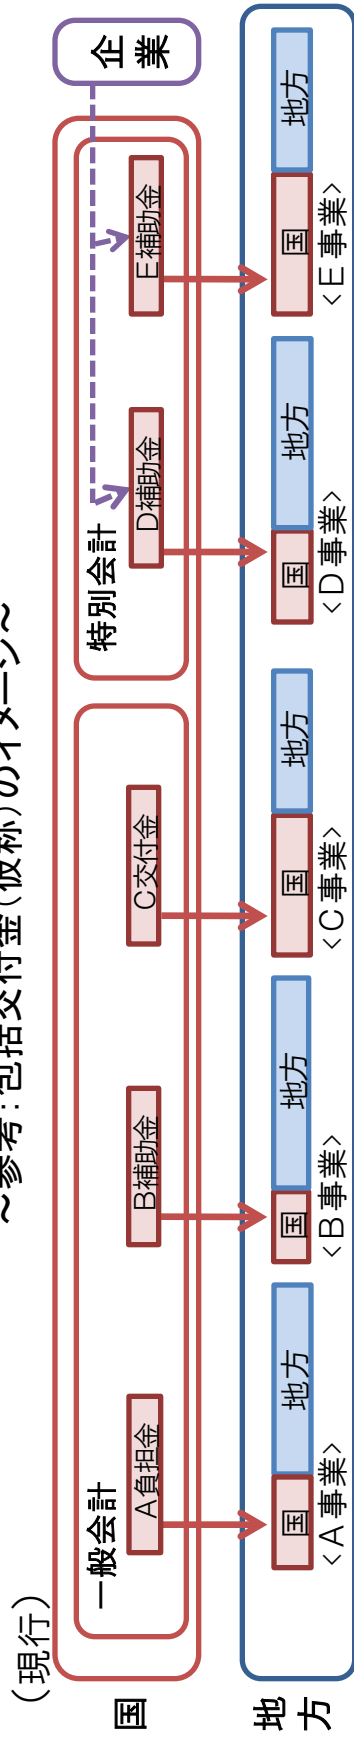 ～参考：包括交付金（仮称）のイメージ～
（現行）
国
一般会計
A負担金
B補助金
C交付金
特別会計
D補助金
E補助金
企業
地方
国
地方
＜A事業＞
国
地方
＜B事業＞
国
地方
＜C事業＞
国
地方
＜D事業＞
国
地方
＜E事業＞